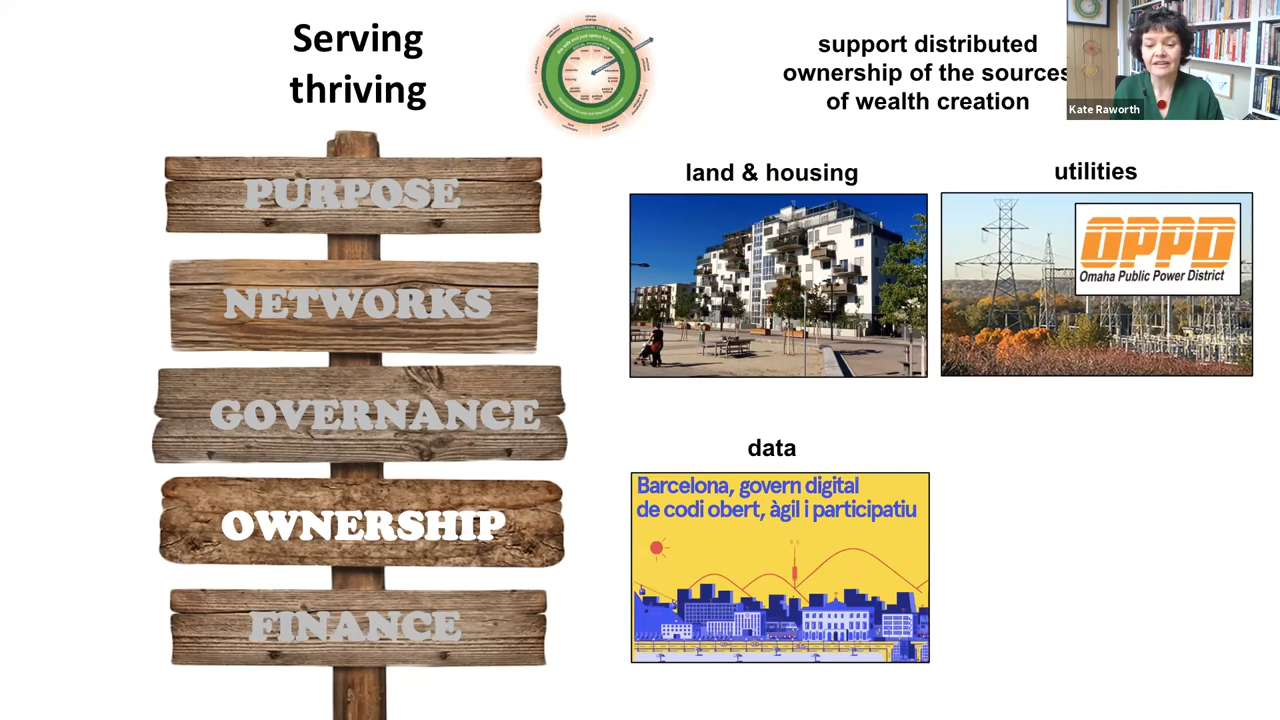 Serving
thriving
support distributed
ownership of the sources
of wealth creation
Kate Raworth
PURPOSE
NETWORKS
GOVERNANCE
OWNERSHIP
FINANCE
land & housing
utilities
OPPD
Omaha Public Power District
data
Barcelona, govern digital
de codi obert, àgil i participatiu